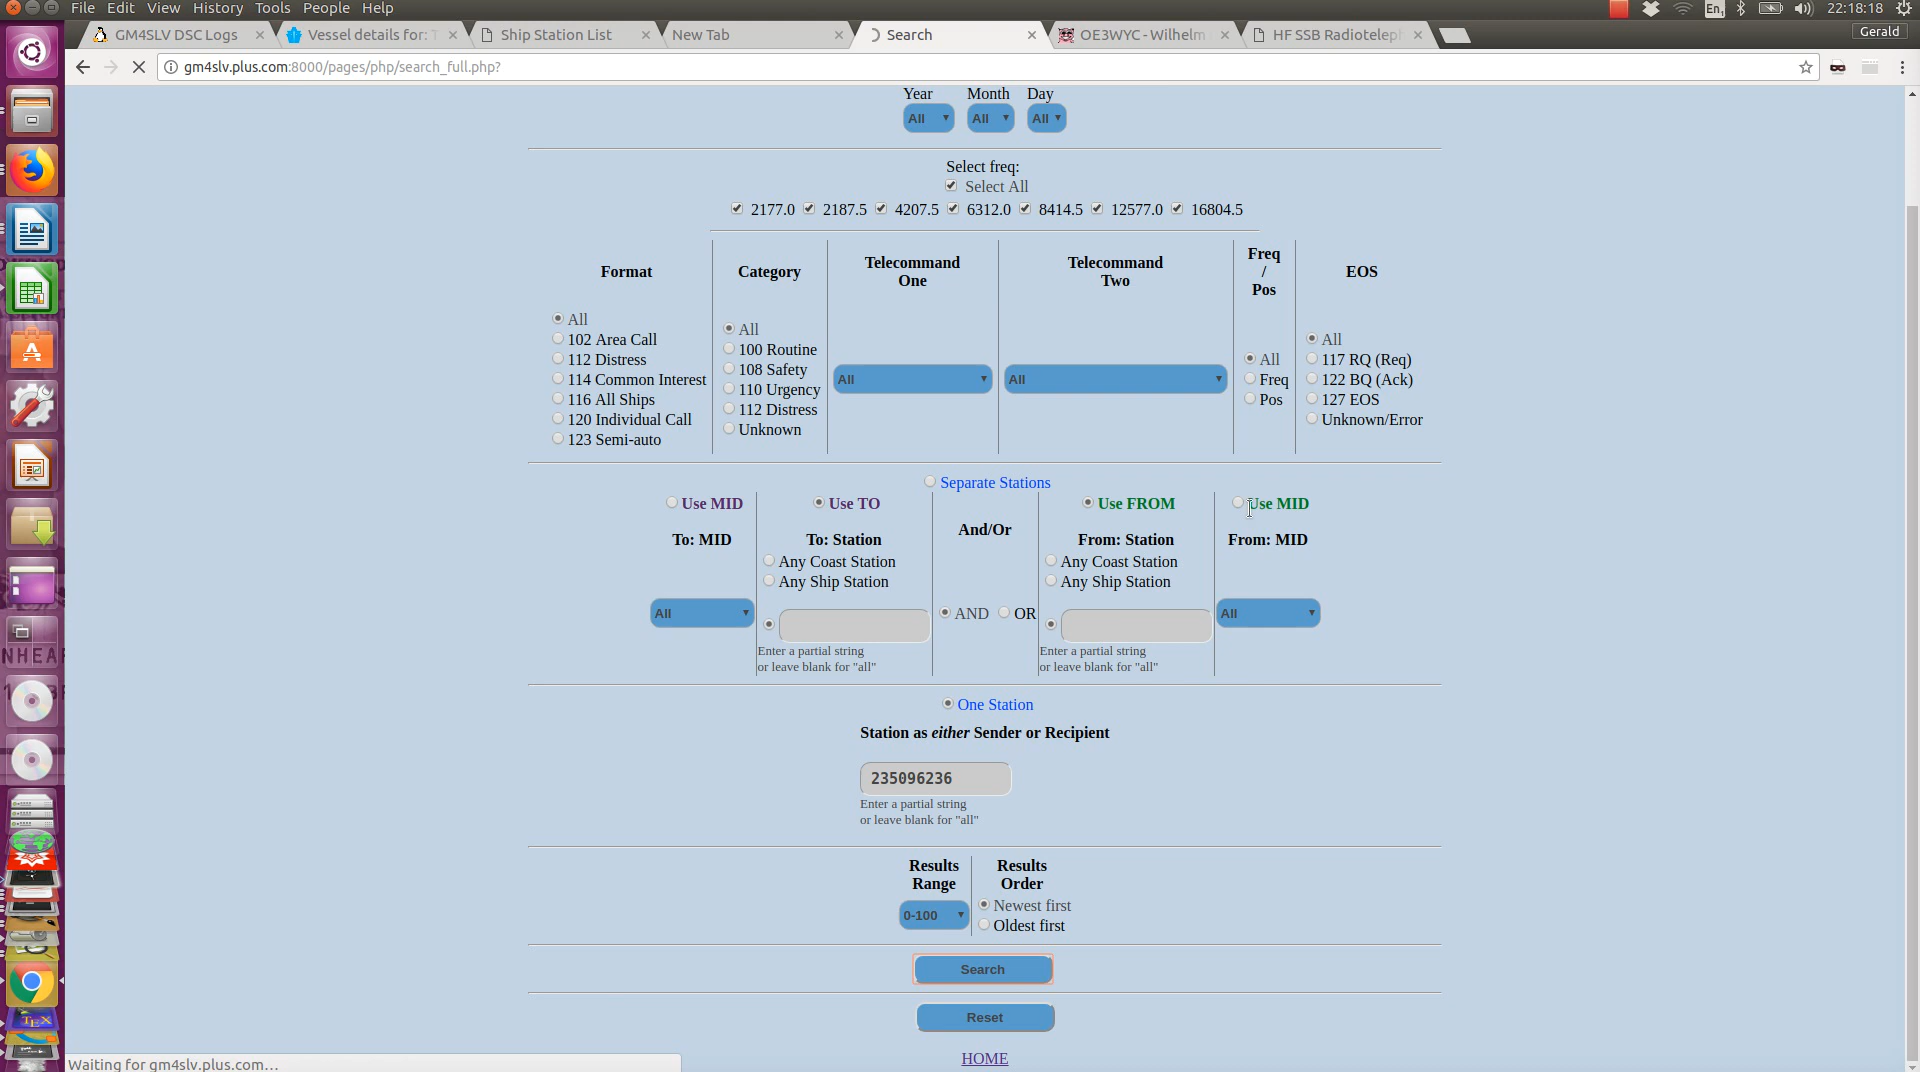 File Edit View History Tools People Help
En1 22:18:18
GM4SLV DSC Logs Vessel details for: Ship Station List New Tab Search OE3WYC - Wilhelm HF SSB Radioteleph Gerald
gm4slv.plus.com:8000/pages/php/search_full.php?
Year Month Day
All All All
Select freq:
Select All
2177.0 2187.5 4207.5 6312.0 8414.5 12577.0 16804.5
Format
Category
Telecommand
One
Telecommand
Two
Freq
/
Pos
EOS
All
102 Area Call
112 Distress
114 Common Interest
116 All Ships
120 Individual Call
123 Semi-auto
All
100 Routine
108 Safety
110 Urgency
112 Distress
Unknown
All
All
All
Freq
Pos
All
117 RQ (Req)
122 BQ (Ack)
127 EOS
Unknown/Error
Separate Stations
Use MID Use TO Use FROM Use MID
And/Or
To: MID To: Station From: Station From: MID
Any Coast Station Any Coast Station
Any Ship Station Any Ship Station
All AND OR All
Enter a partial string
or leave blank for "all"
Enter a partial string
or leave blank for "all"
One Station
Station as either Sender or Recipient
235096236
Enter a partial string
or leave blank for "all"
Results
Range
Results
Order
0-100
Newest first
Oldest first
Search
Reset
HOME
Waiting for gm4slv.plus.com...